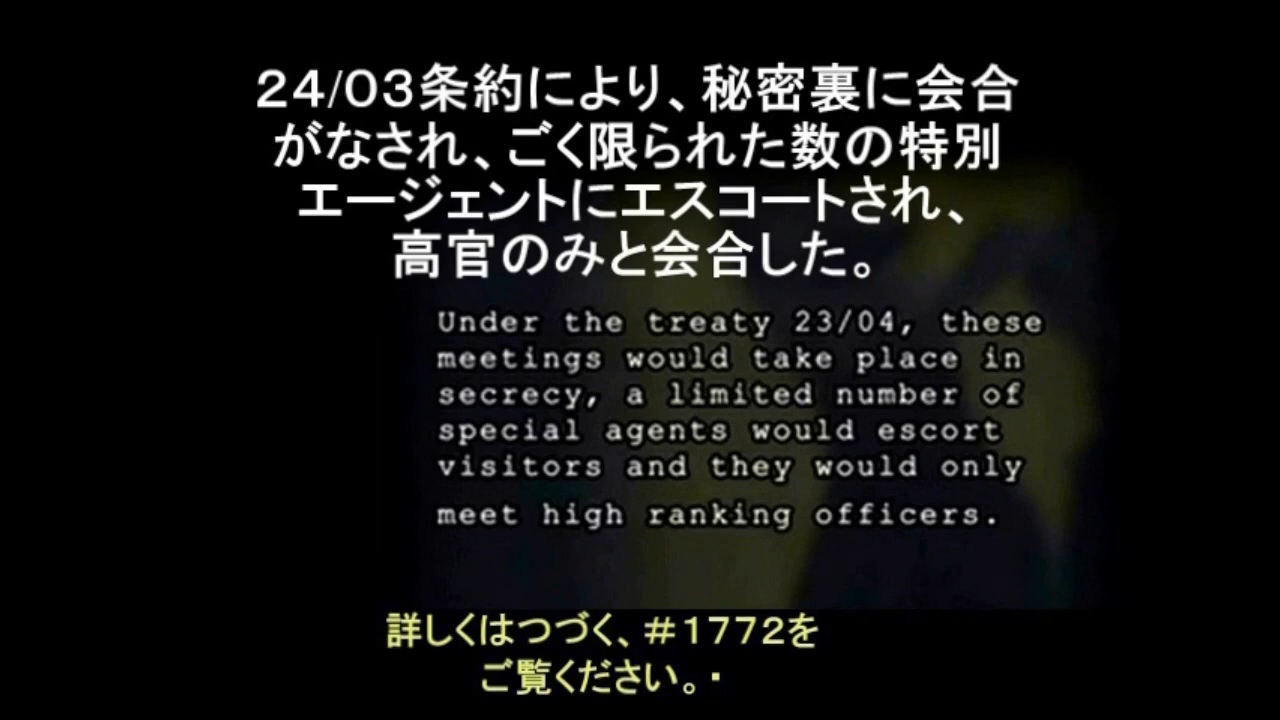 24/03条約により、秘密裏に会合
がなされ、ごく限られた数の特別
エージェントにエスコートされ、
高官のみと会合した。
Under the treaty 23/04, these
meetings would take place in
secrecy, a limited number of
special agents would escort
visitors and they would only
meet high ranking officers.
詳しくはつづく、＃1772を
ご覧ください。・